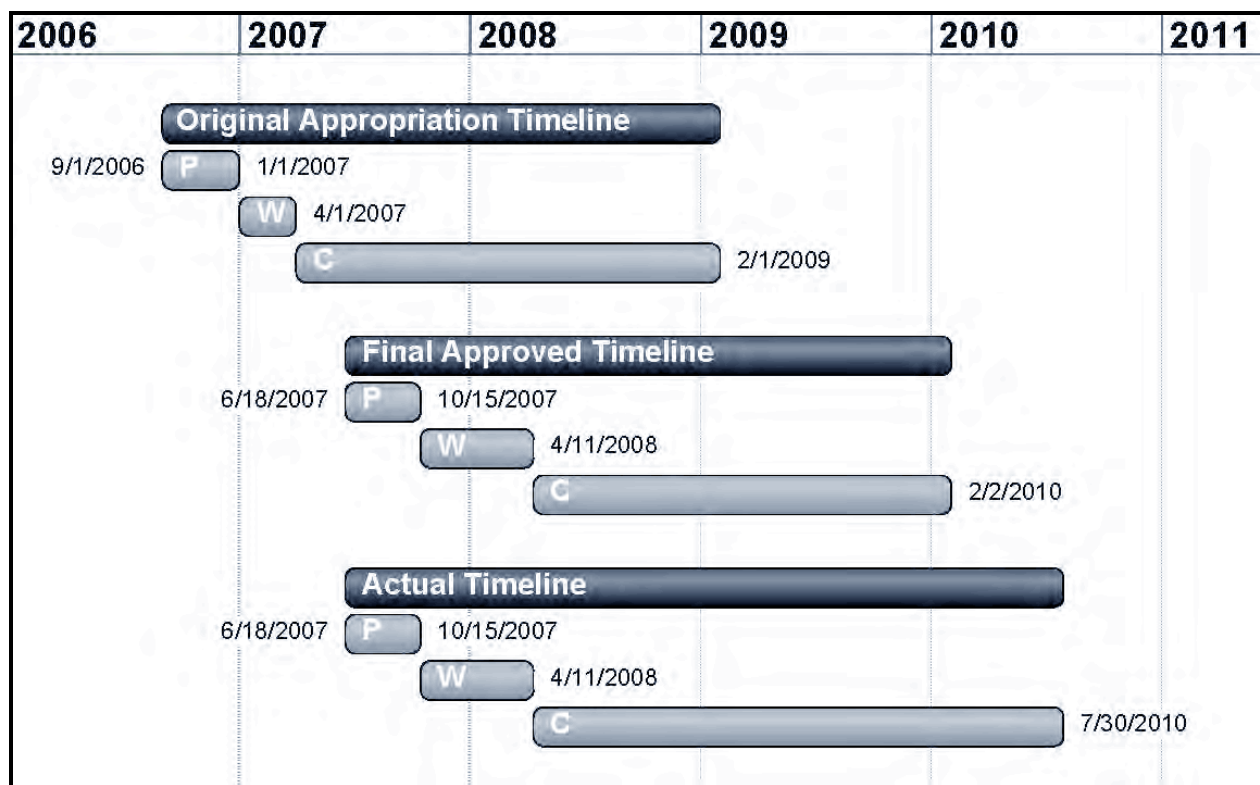 2006 2007 2008 2009 2010 2011
Original Appropriation Timeline
9/1/2006 P 1/1/2007
W 4/1/2007
C 2/1/2009
Final Approved Timeline
6/18/2007 P 10/15/2007
W 4/11/2008
C 2/2/2010
Actual Timeline
6/18/2007 P 10/15/2007
W 4/11/2008
C 7/30/2010